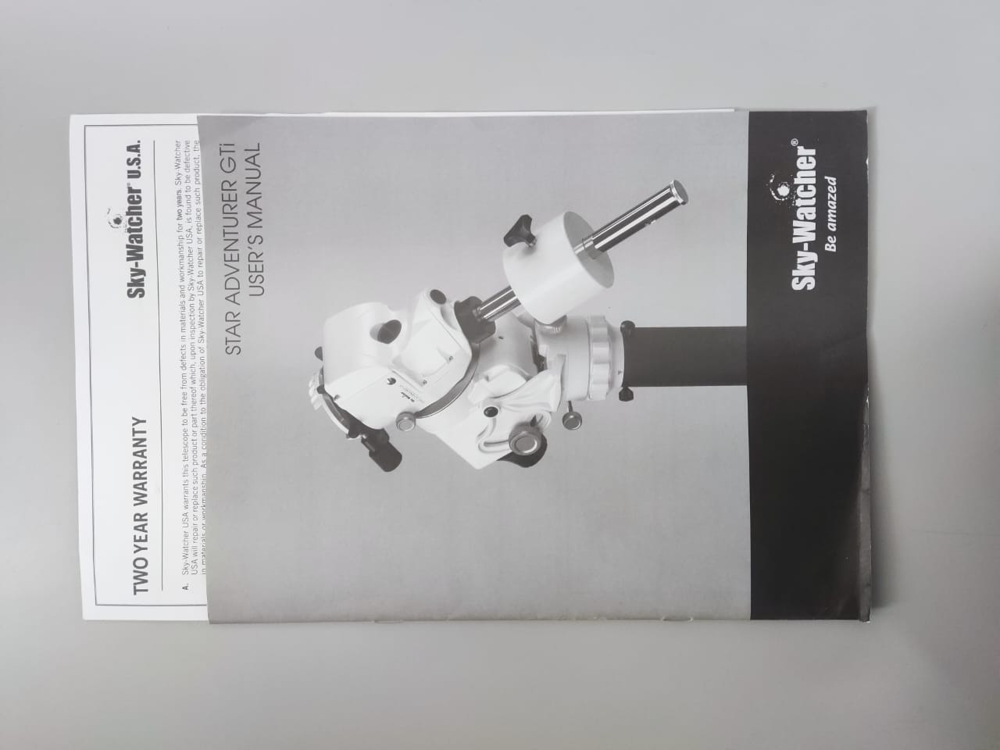 TWO YEAR WARRANTY
Sky-Watcher® U.S.A.
A. Sky-Watcher USA warrants this telescope to be free from defects in materials and workmanship for two years. Sky-Watcher
USA will repair or replace such product or part thereof which, upon inspection by Sky-Watcher USA, is found to be defective
in materials or workmanship. As a condition to the obligation of Sky-Watcher USA to repair or replace such product, the
STAR ADVENTURER GTi
USER'S MANUAL
Sky-Watcher®
Be amazed